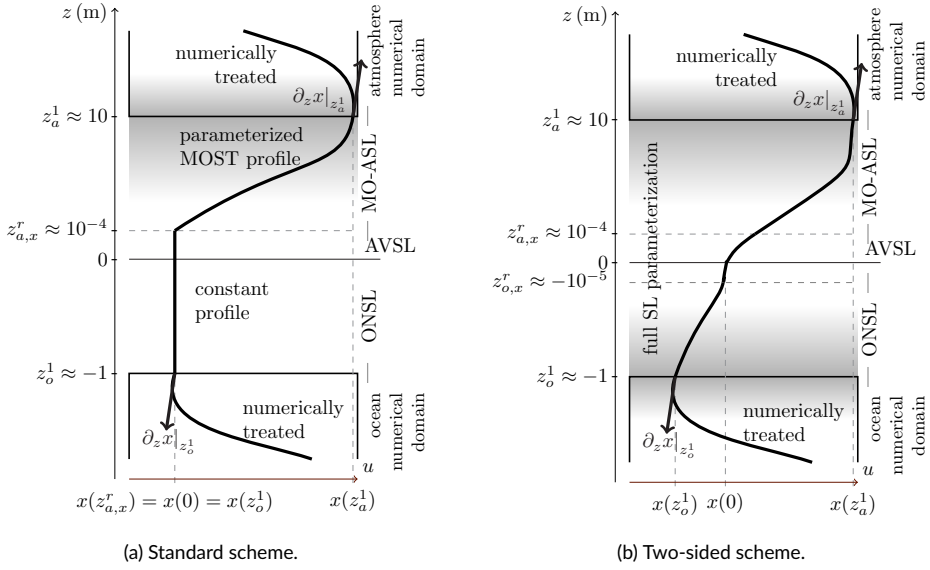 z (m)
numerically
treated
∂_z x|_{z_a^1}
atmosphere
numerical
domain
z_a^1 ≈ 10
parameterized
MOST profile
MO-ASL
z_{a,x}^r ≈ 10^{-4}
AVSL
0
constant
profile
ONSL
z_o^1 ≈ −1
numerically
treated
∂_z x|_{z_o^1}
ocean
numerical
domain
u
x(z_{a,x}^r) = x(0) = x(z_o^1)
x(z_a^1)
(a) Standard scheme.
z (m)
numerically
treated
∂_z x|_{z_a^1}
atmosphere
numerical
domain
z_a^1 ≈ 10
full SL parameterization
MO-ASL
z_{a,x}^r ≈ 10^{-4}
AVSL
0
z_{o,x}^r ≈ −10^{-5}
ONSL
z_o^1 ≈ −1
numerically
treated
∂_z x|_{z_o^1}
ocean
numerical
domain
u
x(z_o^1) x(0)
x(z_a^1)
(b) Two-sided scheme.